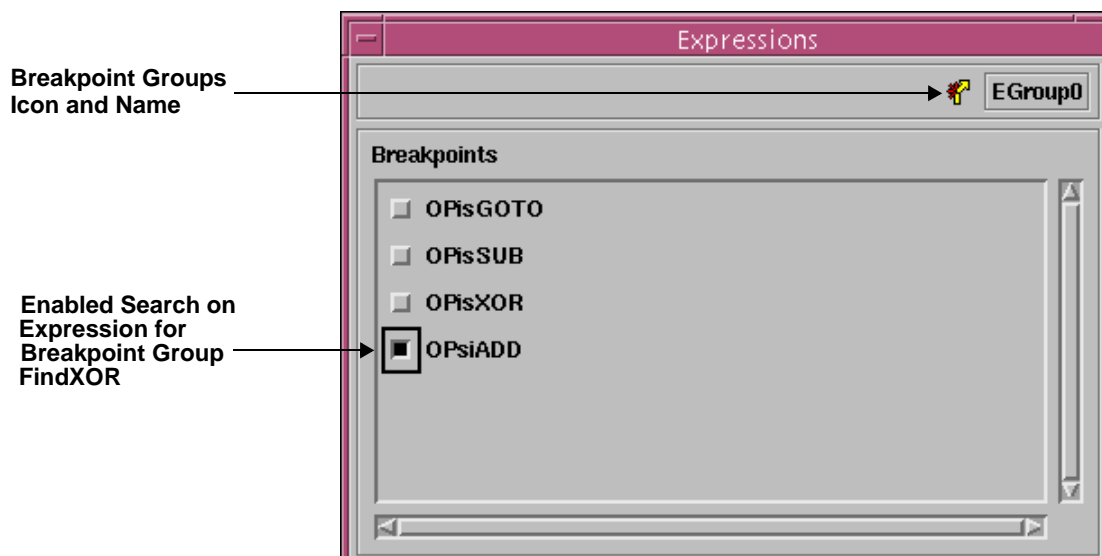 Expressions
Breakpoint Groups
Icon and Name
EGroup0
Breakpoints
OPisGOTO
OPisSUB
OPisXOR
OPsiADD
Enabled Search on
Expression for
Breakpoint Group
FindXOR